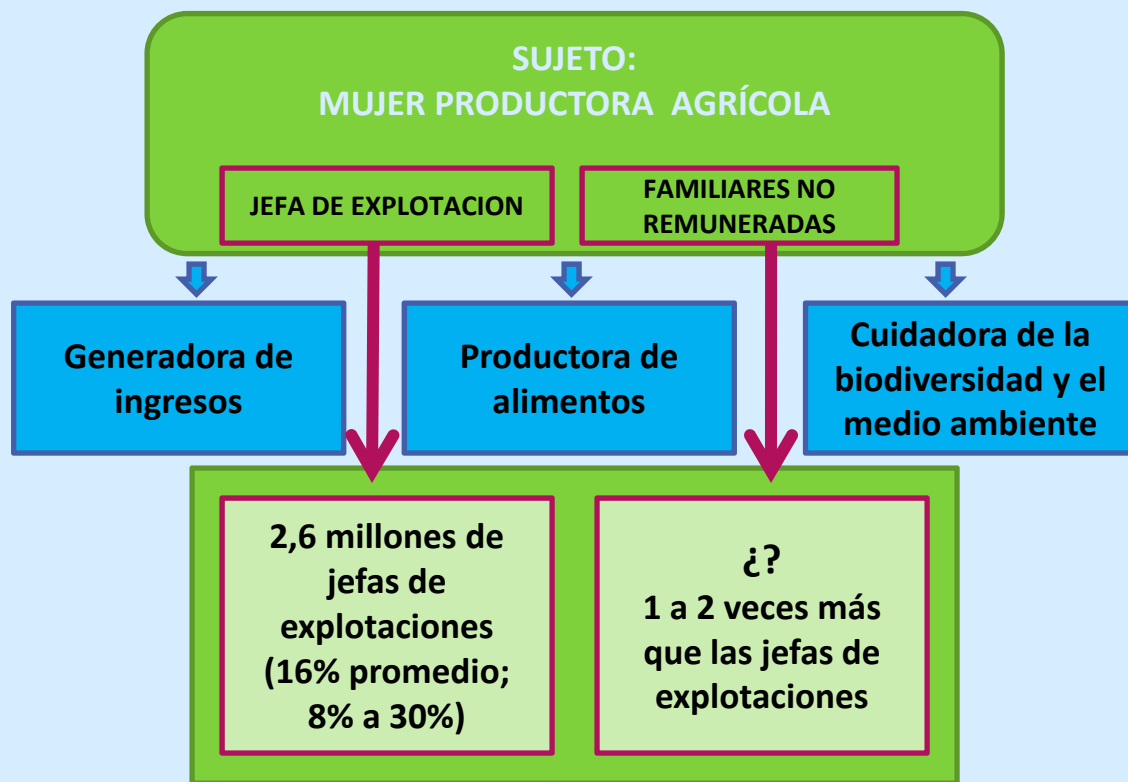 SUJETO:
MUJER PRODUCTORA AGRÍCOLA
JEFA DE EXPLOTACION
FAMILIARES NO
REMUNERADAS
Generadora de
ingresos
Productora de
alimentos
Cuidadora de la
biodiversidad y el
medio ambiente
2,6 millones de
jefas de
explotaciones
(16% promedio;
8% a 30%)
¿?
1 a 2 veces más
que las jefas de
explotaciones